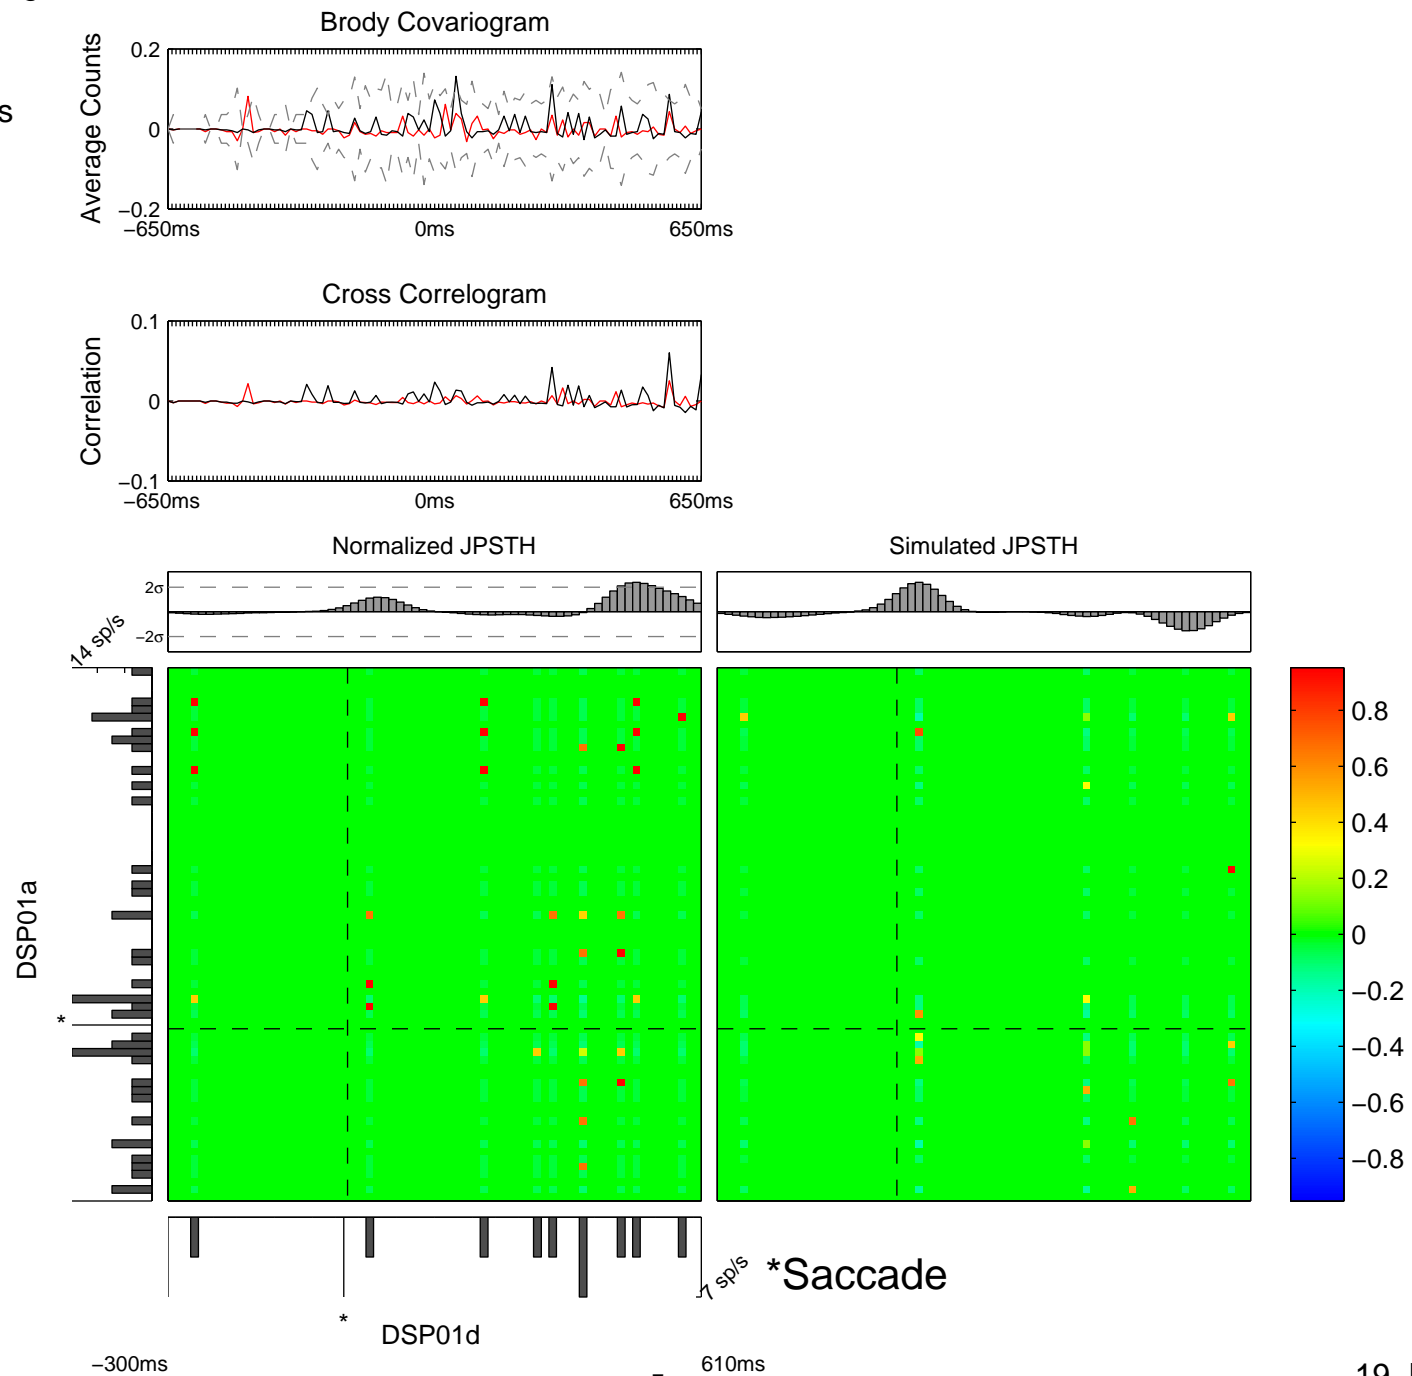 Brody Covariogram
Average Counts
0.2
0
−0.2
−650ms 0ms 650ms
s
Cross Correlogram
Correlation
0.1
0
−0.1
−650ms 0ms 650ms
Normalized JPSTH Simulated JPSTH
2σ
−2σ
14 sp/s
DSP01a
*
0.8
0.6
0.4
0.2
0
−0.2
−0.4
−0.6
−0.8
7 sp/s
*Saccade
*
DSP01d
−300ms 610ms
19